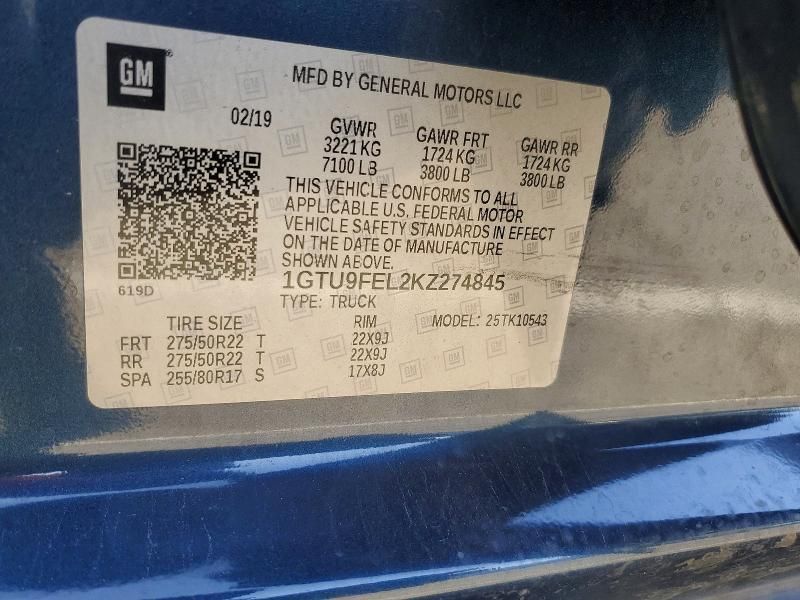 GM
MFD BY GENERAL MOTORS LLC
02/19
GVWR GAWR FRT GAWR RR
3221 KG 1724 KG 1724 KG
7100 LB 3800 LB 3800 LB
THIS VEHICLE CONFORMS TO ALL
APPLICABLE U.S. FEDERAL MOTOR
VEHICLE SAFETY STANDARDS IN EFFECT
ON THE DATE OF MANUFACTURE
SHOWN ABOVE.
619D
1GTU9FEL2KZ274845
TYPE: TRUCK
TIRE SIZE RIM MODEL: 25TK10543
FRT 275/50R22 T 22X9J
RR 275/50R22 T 22X9J
SPA 255/80R17 S 17X8J